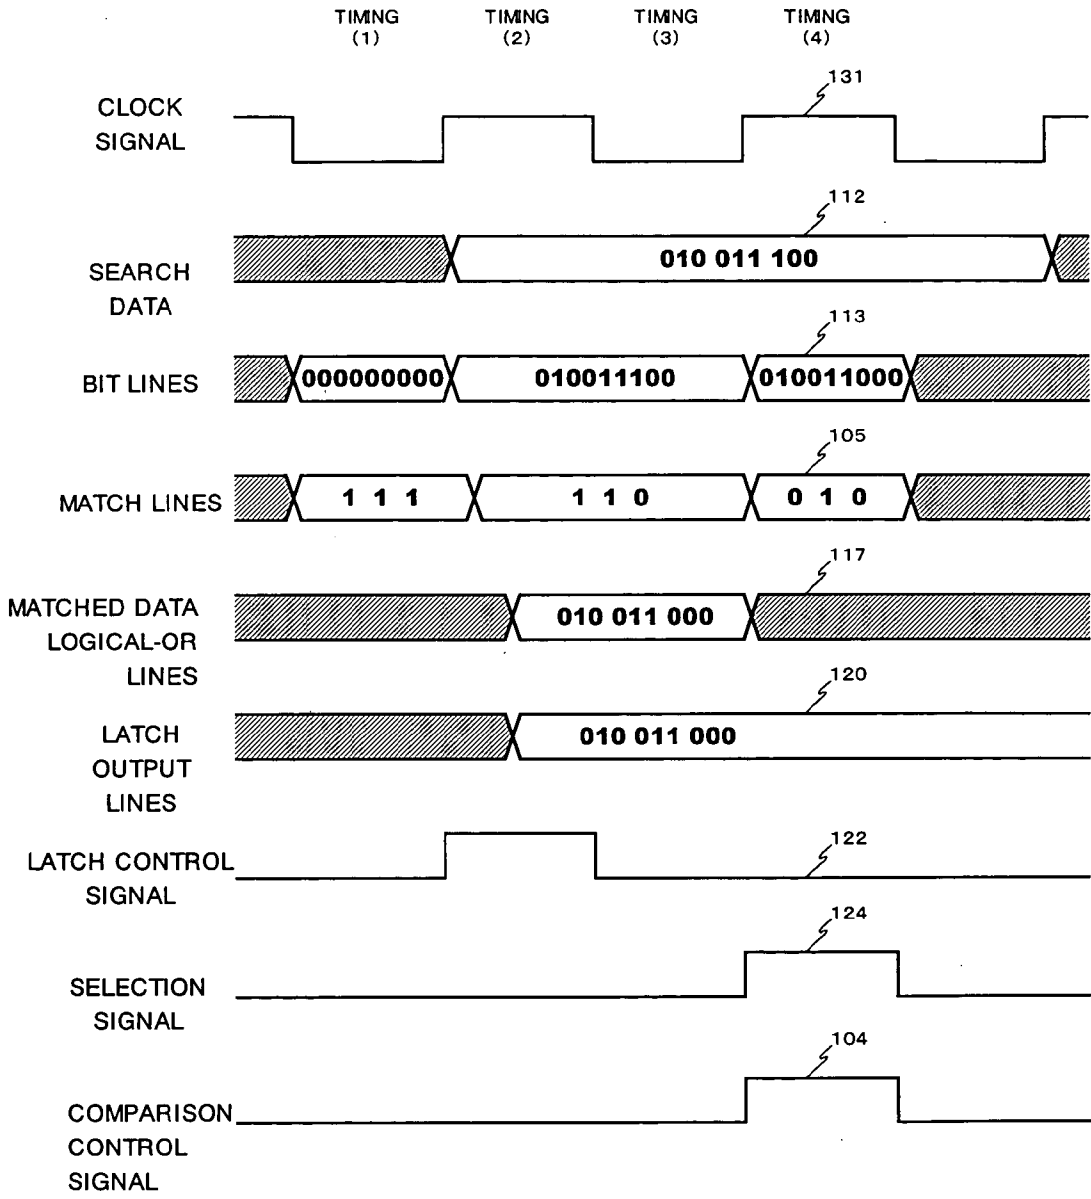 TIMING TIMING TIMING TIMING
(1) (2) (3) (4)
131
CLOCK
SIGNAL
112
010 011 100
SEARCH
DATA
113
BIT LINES 000000000 010011100 010011000
105
MATCH LINES 1 1 1 1 1 0 0 1 0
117
MATCHED DATA 010 011 000
LOGICAL-OR
LINES
120
LATCH 010 011 000
OUTPUT
LINES
122
LATCH CONTROL
SIGNAL
124
SELECTION
SIGNAL
104
COMPARISON
CONTROL
SIGNAL